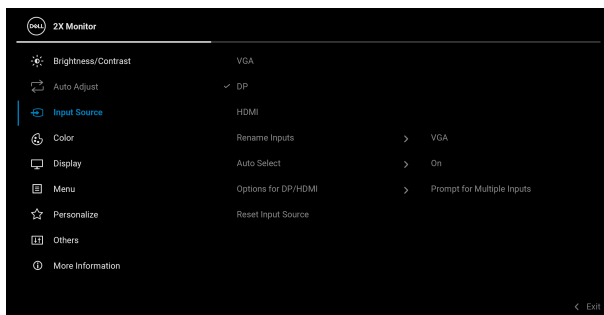 DELL 2X Monitor
Brightness/Contrast VGA
Auto Adjust DP
Input Source HDMI
Color Rename Inputs VGA
Display Auto Select On
Menu Options for DP/HDMI Prompt for Multiple Inputs
Personalize Reset Input Source
Others
More Information
Exit